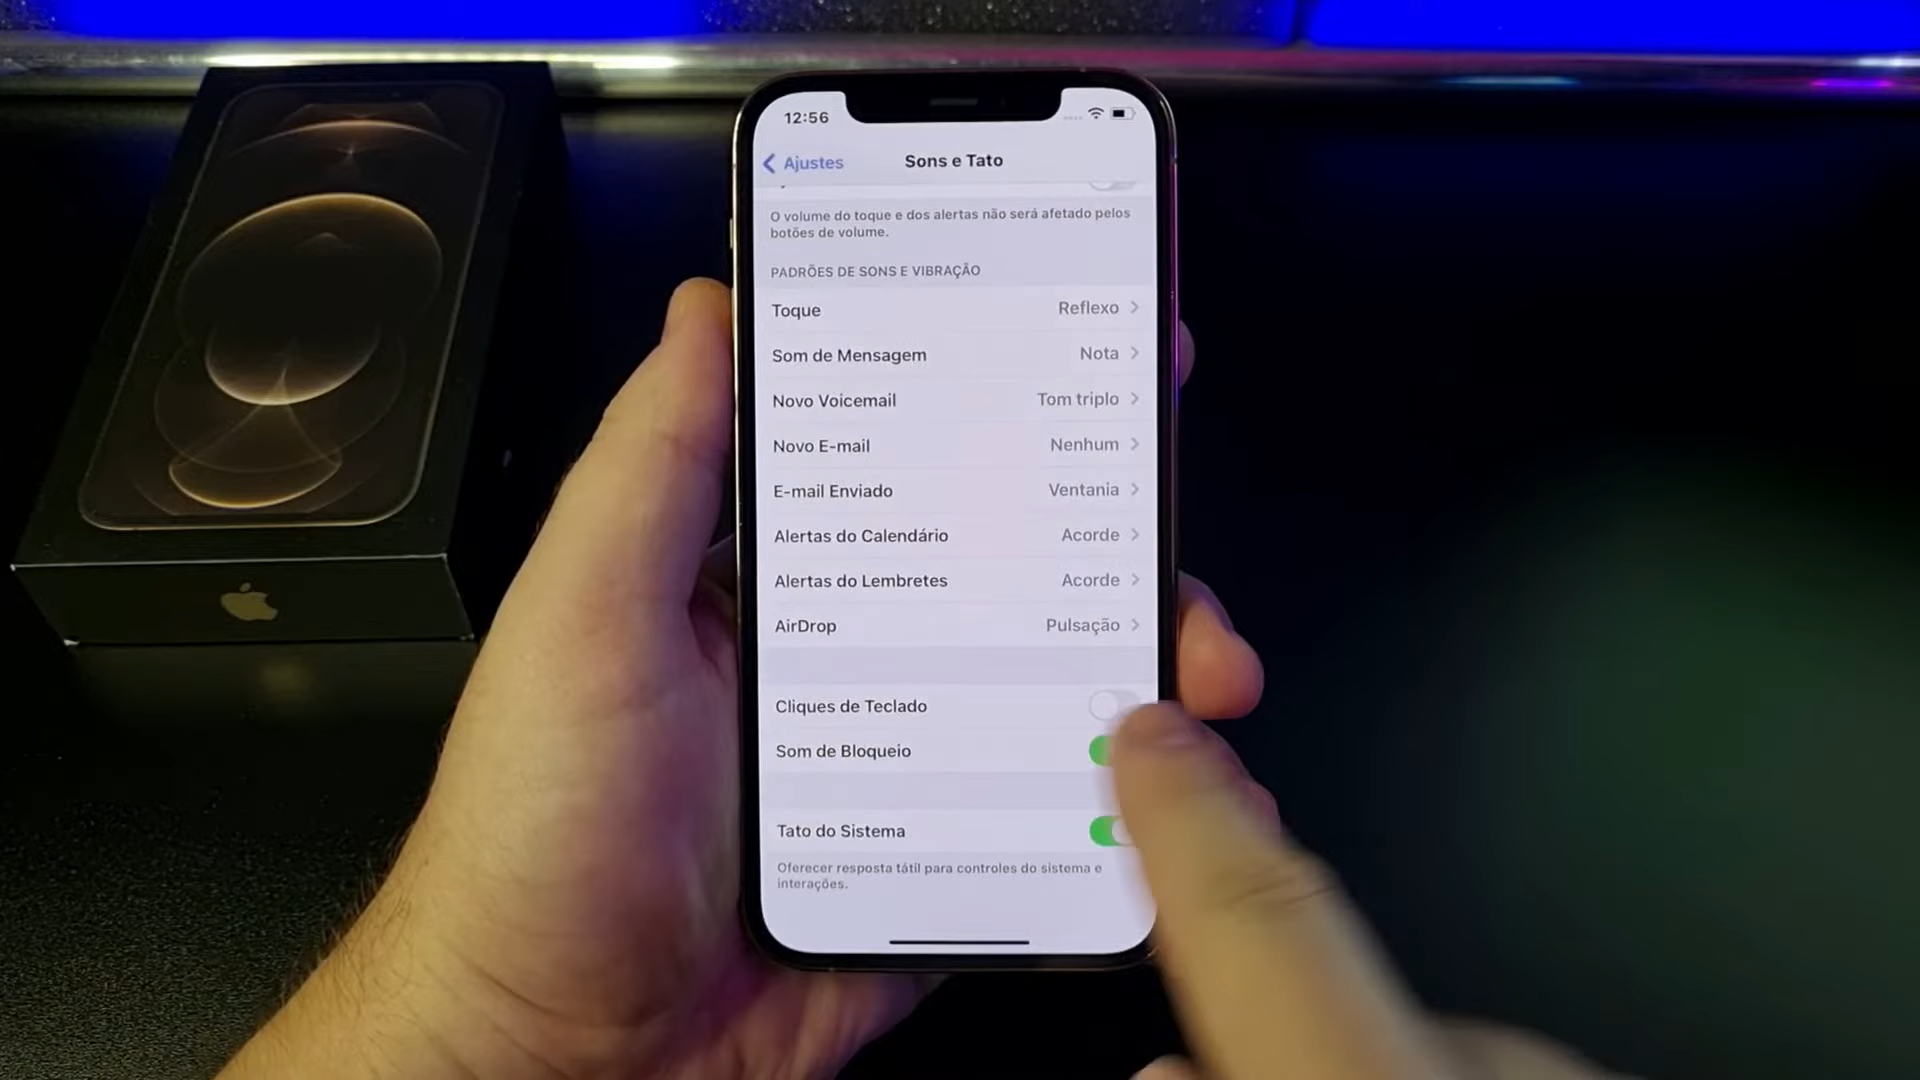 12:56
Ajustes
Sons e Tato
O volume do toque e dos alertas não será afetado pelos
botões de volume.
PADRÕES DE SONS E VIBRAÇÃO
Toque Reflexo
Som de Mensagem Nota
Novo Voicemail Tom triplo
Novo E-mail Nenhum
E-mail Enviado Ventania
Alertas do Calendário Acorde
Alertas do Lembretes Acorde
AirDrop Pulsação
Cliques de Teclado
Som de Bloqueio
Tato do Sistema
Oferecer resposta tátil para controles do sistema e
interações.